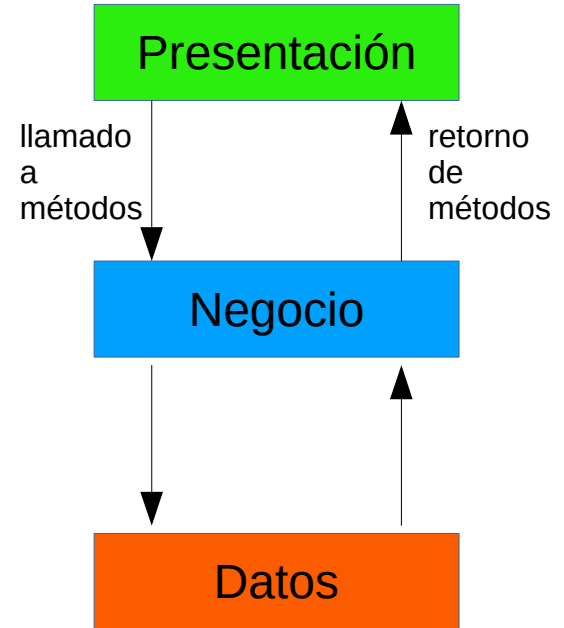 Presentación
llamado
a
métodos
retorno
de
métodos
Negocio
Datos